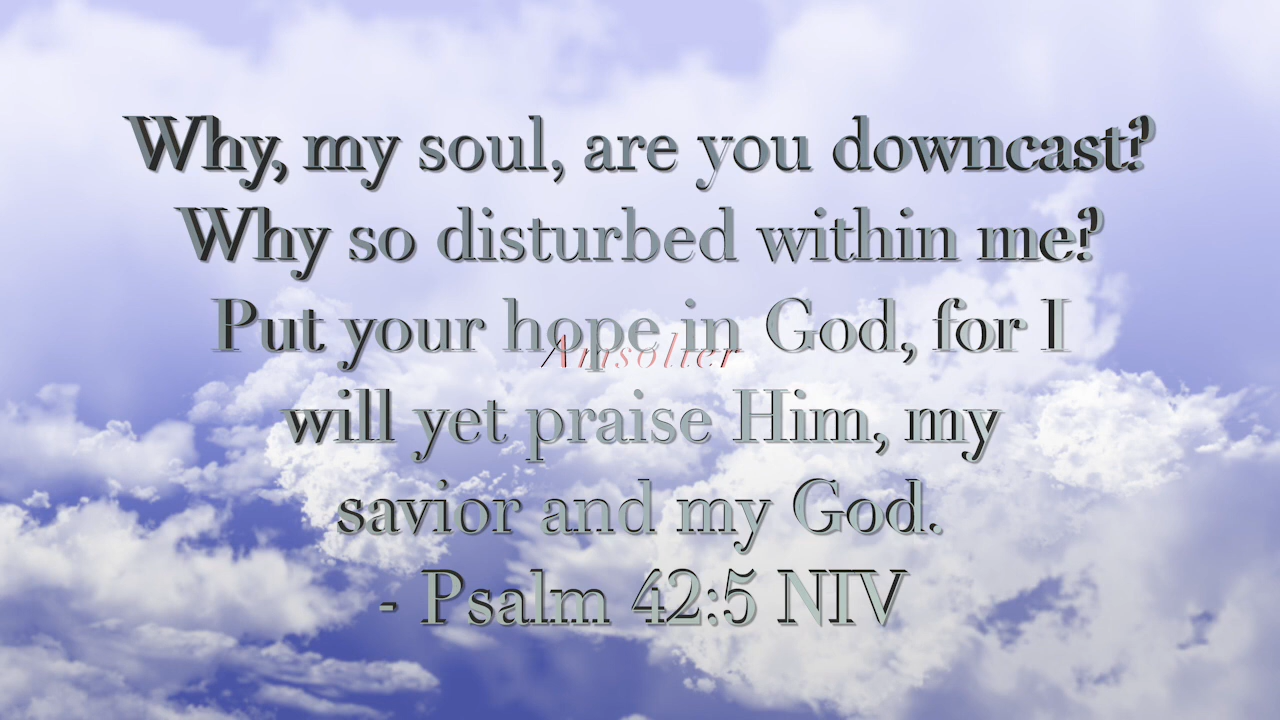 Why, my soul, are you downcast?
Why so disturbed within me?
Put your hope in God, for I
will yet praise Him, my
savior and my God.
- Psalm 42:5 NIV